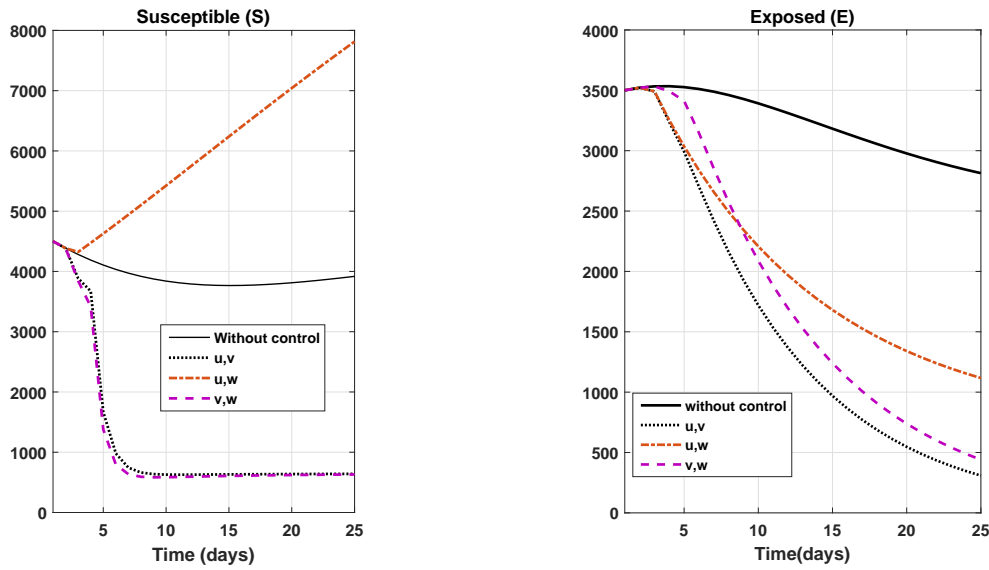 Susceptible (S)
8000
7000
6000
5000
4000
3000
2000
1000
0
Without control
u,v
u,w
v,w
5
10
15
20
25
Time (days)
Exposed (E)
4000
3500
3000
2500
2000
1500
1000
500
0
without control
u,v
u,w
v,w
5
10
15
20
25
Time(days)